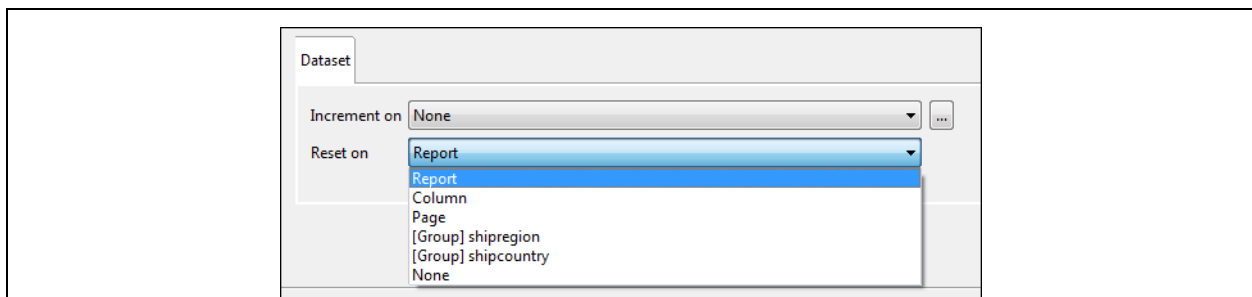 Dataset
Increment on None ...
Reset on Report
Report
Column
Page
[Group] shipregion
[Group] shipcountry
None